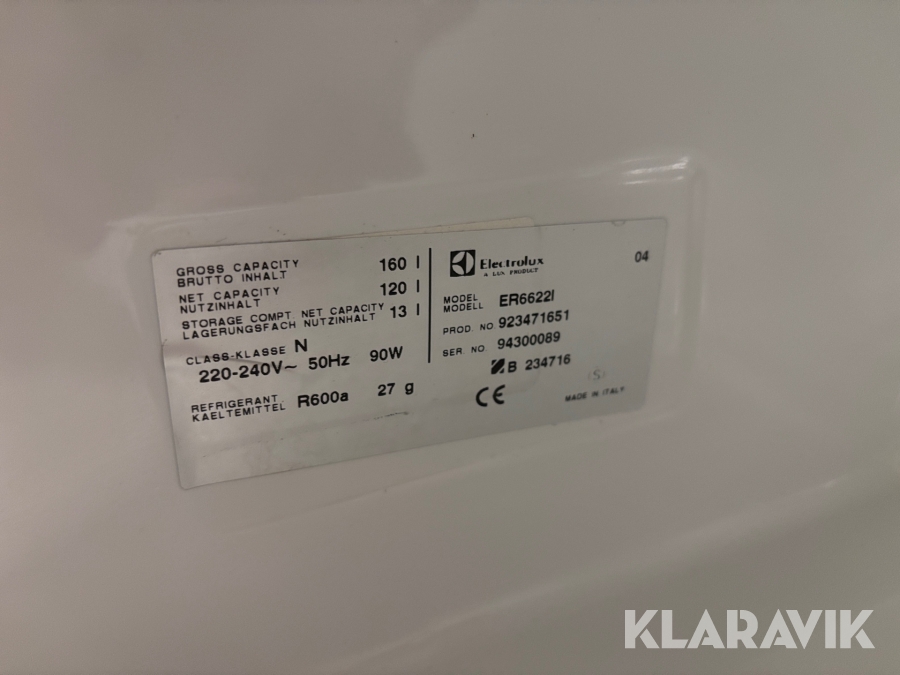 GROSS CAPACITY
BRUTTO INHALT 160 l
NET CAPACITY
NUTZINHALT 120 l
STORAGE COMPT. NET CAPACITY
LAGERUNGSFACH NUTZINHALT 13 l
CLASS-KLASSE N
220-240V~ 50Hz 90W
REFRIGERANT
KAELTEMITTEL R600a 27 g
Electrolux 04
A LUX PRODUCT
MODEL
MODELL ER6622I
PROD. NO 923471651
SER. NO. 94300089
B 234716
(S)
CE MADE IN ITALY
KLARAVIK